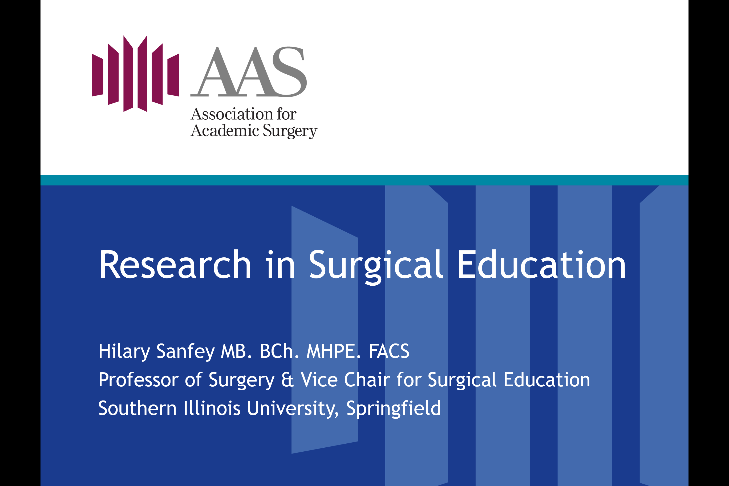 AAS
Association for
Academic Surgery
Research in Surgical Education
Hilary Sanfey MB. BCh. MHPE. FACS
Professor of Surgery & Vice Chair for Surgical Education
Southern Illinois University, Springfield